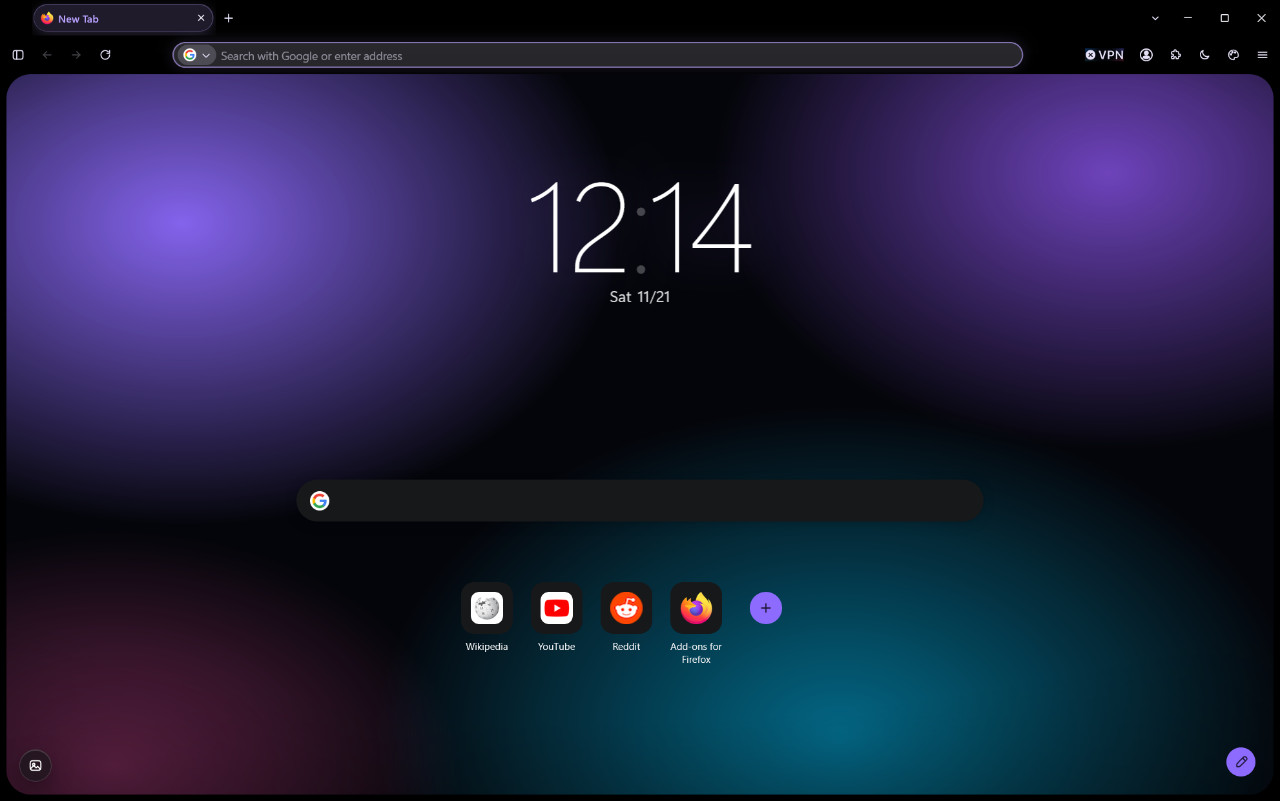 New Tab
Search with Google or enter address
VPN
12:14
Sat 11/21
Wikipedia
YouTube
Reddit
Add-ons for
Firefox